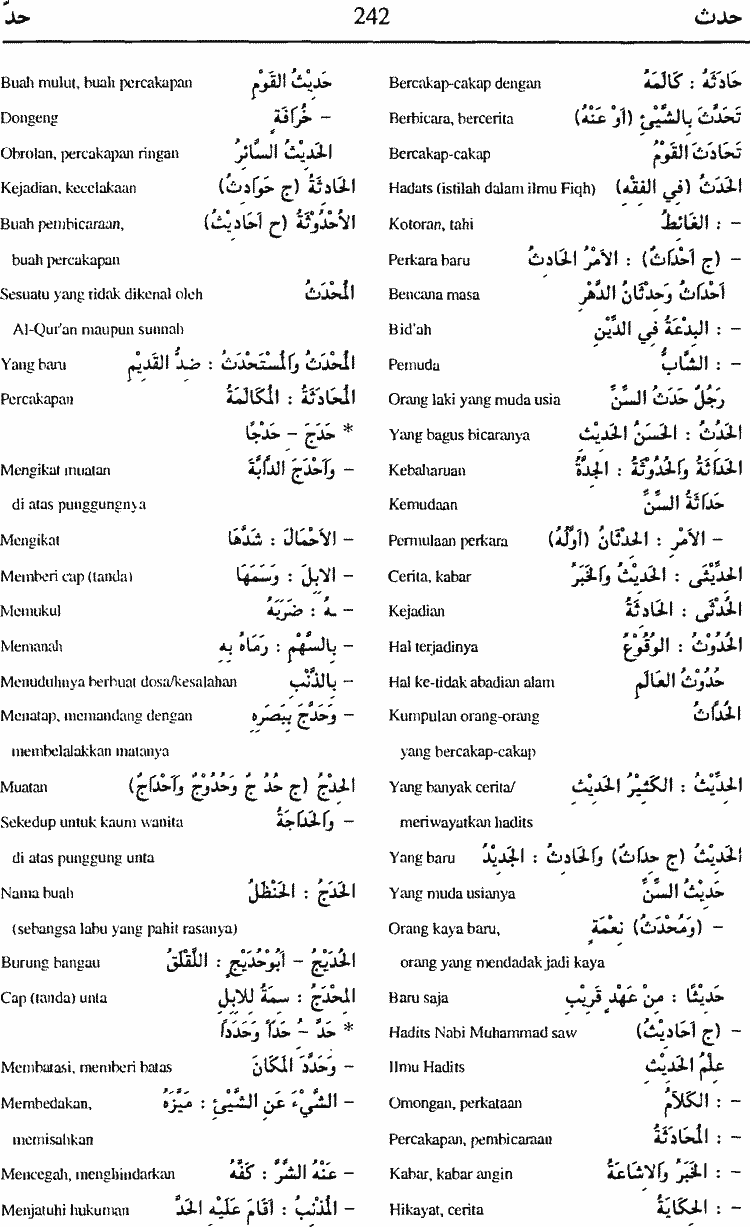 حدّ 242 حدث
Bercakap-cakap dengan حَادَثَهُ : كَالَمَهُ
Berbicara, bercerita تَحَدَّثَ بِالشَّيْئِ (اَوْ عَنْهُ)
Bercakap-cakap تَحَادَثَ القَوْمُ
Hadats (istilah dalam ilmu Fiqh) الحَدَثُ (فِي الفِقْهِ)
Kotoran, tahi – : الغَائِطُ
Perkara baru – (ج اَحْدَاثٌ) : الاَمْرُ الحَادِثُ
Bencana masa اَحْدَاثُ وَحِدْثَانُ الدَّهْرِ
Bid'ah – : البِدْعَةُ فِي الدِّيْنِ
Pemuda – : الشَّابُّ
Orang laki yang muda usia رَجُلٌ حَدَثُ السِّنِّ
Yang bagus bicaranya الحَدُثُ : الحَسَنُ الحَدِيْثِ
Kebaharuan الحَدَاثَةُ وَالحُدُوْثَةُ : الجِدَّةُ
Kemudaan حَدَاثَةُ السِّنِّ
Permulaan perkara – الاَمْرِ : الحِدْثَانُ (اَوَّلُهُ)
Cerita, kabar الحِدِّيْثَى : الحَدِيْثُ وَالخَبَرُ
Kejadian الحُدْثَى : الحَادِثَةُ
Hal terjadinya الحُدُوْثُ : الوُقُوْعُ
Hal ke-tidak abadian alam حُدُوْثُ العَالَمِ
Kumpulan orang-orang الحُدَّاثُ
yang bercakap-cakap
Yang banyak cerita/ الحِدِّيْثُ : الكَثِيْرُ الحَدِيْثِ
meriwayatkan hadits
Yang baru الحَدِيْثُ (ج حِدَاثٌ) وَالحَادِثُ : الجَدِيْدُ
Yang muda usianya حَدِيْثُ السِّنِّ
Orang kaya baru, – (وَمُحْدَثُ) نِعْمَةٍ
orang yang mendadak jadi kaya
Baru saja حَدِيْثًا : مِنْ عَهْدٍ قَرِيْبٍ
Hadits Nabi Muhammad saw – (ج اَحَادِيْثُ)
Ilmu Hadits عِلْمُ الحَدِيْثِ
Omongan, perkataan – : الكَلاَمُ
Percakapan, pembicaraan – : المُحَادَثَةُ
Kabar, kabar angin – : الخَبَرُ وَالاِشَاعَةُ
Hikayat, cerita – : الحِكَايَةُ
Buah mulut, buah percakapan حَدِيْثُ القَوْمِ
Dongeng – خُرَافَةٍ
Obrolan, percakapan ringan الحَدِيْثُ السَّائِرُ
Kejadian, kecelakaan الحَادِثَةُ (ج حَوَادِثُ)
Buah pembicaraan, الاُحْدُوْثَةُ (ح اَحَادِيْثُ)
buah percakapan
Sesuatu yang tidak dikenal oleh المُحْدَثُ
Al-Qur'an maupun sunnah
Yang baru المُحْدَثُ وَالمُسْتَحْدَثُ : ضِدُّ القَدِيْمِ
Percakapan المُحَادَثَةُ : المُكَالَمَةُ
* حَدَجَ – حَدْجًا
Mengikat muatan – وَاَحْدَجَ الدَّابَّةَ
di atas punggungnya
Mengikat – الاَحْمَالَ : شَدَّهَا
Memberi cap (tanda) – الاِبِلَ : وَسَمَهَا
Memukul – ـهُ : ضَرَبَهُ
Memanah – بِالسَّهْمِ : رَمَاهُ بِهِ
Menuduhnya berbuat dosa/kesalahan – بِالذَّنْبِ
Menatap, memandang dengan – وَحَدَّجَ بِبَصَرِهِ
membelalakkan matanya
Muatan الحِدْجُ (ج حُدُجٌ وَحُدُوْجٌ وَاَحْدَاجٌ)
Sekedup untuk kaum wanita – وَالحِدَاجَةُ
di atas punggung unta
Nama buah الحَدَجُ : الحَنْظَلُ
(sebangsa labu yang pahit rasanya)
Burung bangau الحُدَيْجُ – اَبُوْحُدَيْجٍ : اللَّقْلَقُ
Cap (tanda) unta المِحْدَجُ : سِمَةٌ لِلاِبِلِ
* حَدَّ – حَدًّا وَحَدَدًا
Membatasi, memberi batas – وَحَدَّدَ المَكَانَ
Membedakan, – الشَّيْءَ عَنِ الشَّيْئِ : مَيَّزَهُ
memisahkan
Mencegah, menghindarkan – عَنْهُ الشَّرَّ : كَفَّهُ
Menjatuhi hukuman – المُذْنِبَ : اَقَامَ عَلَيْهِ الحَدَّ